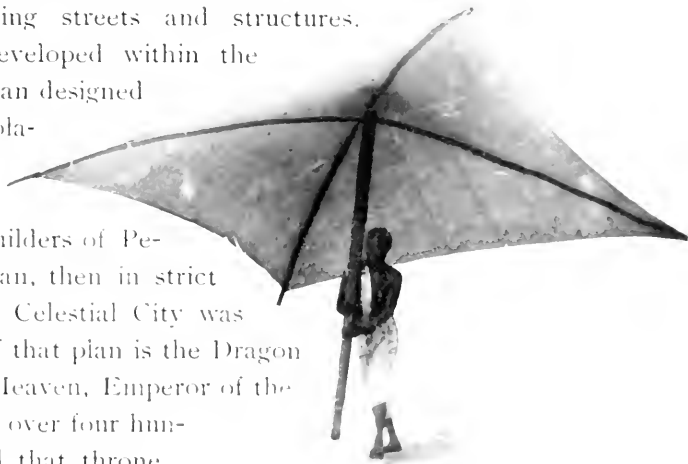 ing streets and structures.
eveloped within the
an designed
ola-
uilders of Pe-
an, then in strict
Celestial City was
that plan is the Dragon
Heaven, Emperor of the
over four hun-
that throne